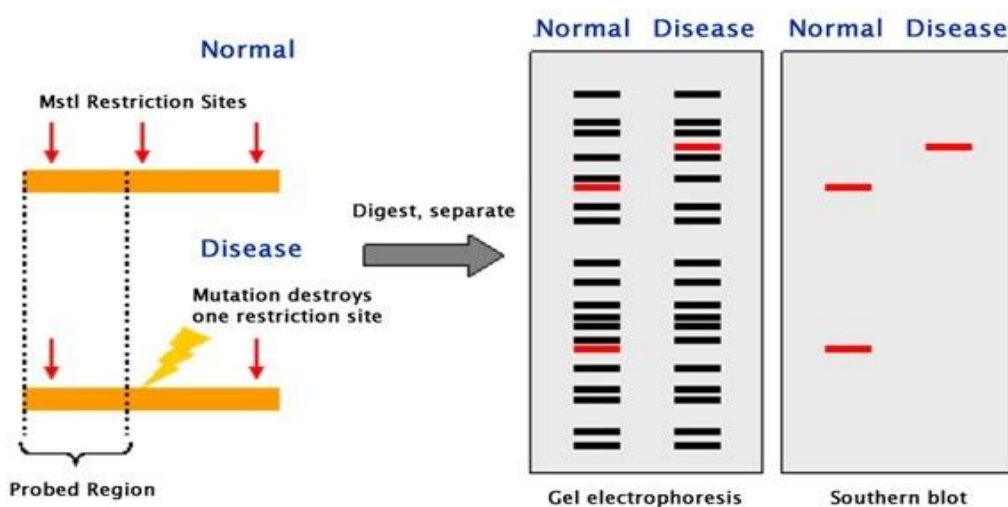 Normal
MstI Restriction Sites
Disease
Mutation destroys
one restriction site
Probed Region
Digest, separate
Normal Disease
Gel electrophoresis
Normal Disease
Southern blot